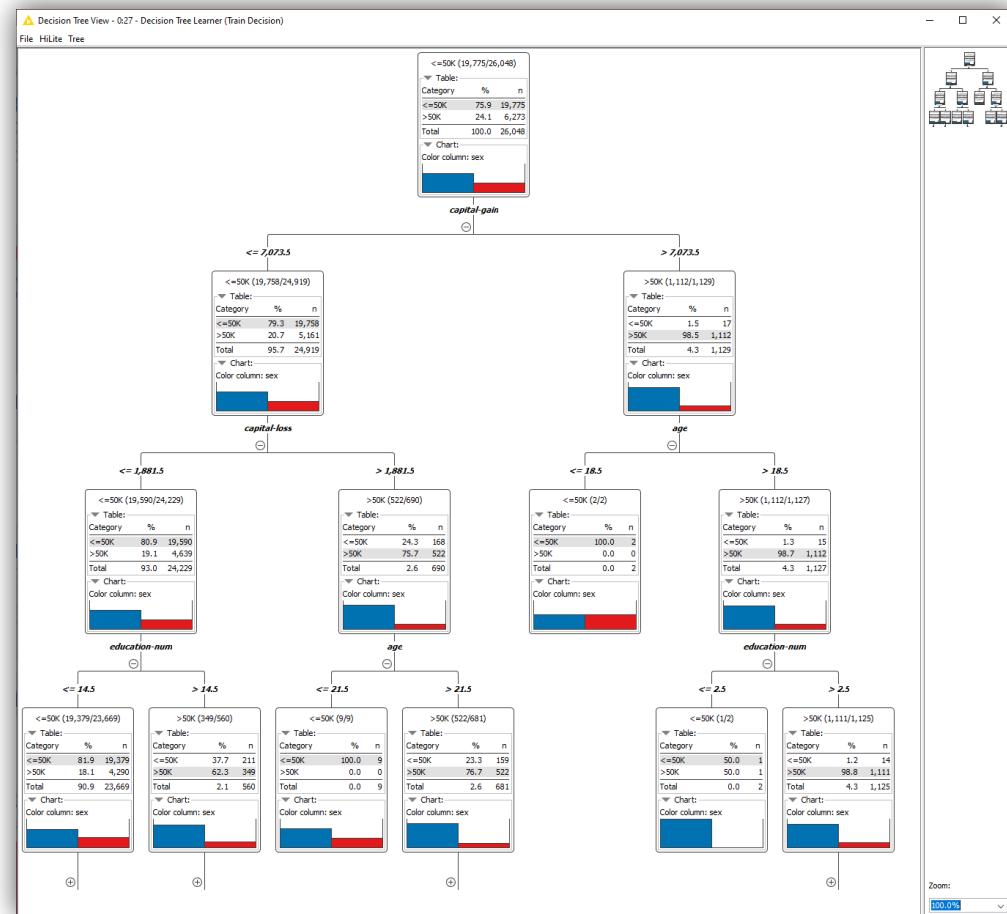 Decision Tree View - 0:27 - Decision Tree Learner (Train Decision)
File HiLite Tree
<=50K (19,775/26,048)
Table:
Category % n
<=50K 75.9 19,775
>50K 24.1 6,273
Total 100.0 26,048
Chart:
Color column: sex
capital-gain
<= 7,073.5
> 7,073.5
<=50K (19,758/24,919)
Table:
Category % n
<=50K 79.3 19,758
>50K 20.7 5,161
Total 95.7 24,919
Chart:
Color column: sex
capital-loss
>50K (1,112/1,129)
Table:
Category % n
<=50K 1.5 17
>50K 98.5 1,112
Total 4.3 1,129
Chart:
Color column: sex
age
<= 1,881.5
> 1,881.5
<= 18.5
> 18.5
<=50K (19,590/24,229)
Table:
Category % n
<=50K 80.9 19,590
>50K 19.1 4,639
Total 93.0 24,229
Chart:
Color column: sex
education-num
>50K (522/690)
Table:
Category % n
<=50K 24.3 168
>50K 75.7 522
Total 2.6 690
Chart:
Color column: sex
age
<=50K (2/2)
Table:
Category % n
<=50K 100.0 2
>50K 0.0 0
Total 0.0 2
Chart:
Color column: sex
>50K (1,112/1,127)
Table:
Category % n
<=50K 1.3 15
>50K 98.7 1,112
Total 4.3 1,127
Chart:
Color column: sex
education-num
<= 14.5
> 14.5
<= 21.5
> 21.5
<= 2.5
> 2.5
<=50K (19,379/23,669)
Table:
Category % n
<=50K 81.9 19,379
>50K 18.1 4,290
Total 90.9 23,669
Chart:
Color column: sex
>50K (349/560)
Table:
Category % n
<=50K 37.7 211
>50K 62.3 349
Total 2.1 560
Chart:
Color column: sex
<=50K (9/9)
Table:
Category % n
<=50K 100.0 9
>50K 0.0 0
Total 0.0 9
Chart:
Color column: sex
>50K (522/681)
Table:
Category % n
<=50K 23.3 159
>50K 76.7 522
Total 2.6 681
Chart:
Color column: sex
<=50K (1/2)
Table:
Category % n
<=50K 50.0 1
>50K 50.0 1
Total 0.0 2
Chart:
Color column: sex
>50K (1,111/1,125)
Table:
Category % n
<=50K 1.2 14
>50K 98.8 1,111
Total 4.3 1,125
Chart:
Color column: sex
Zoom:
100.0%